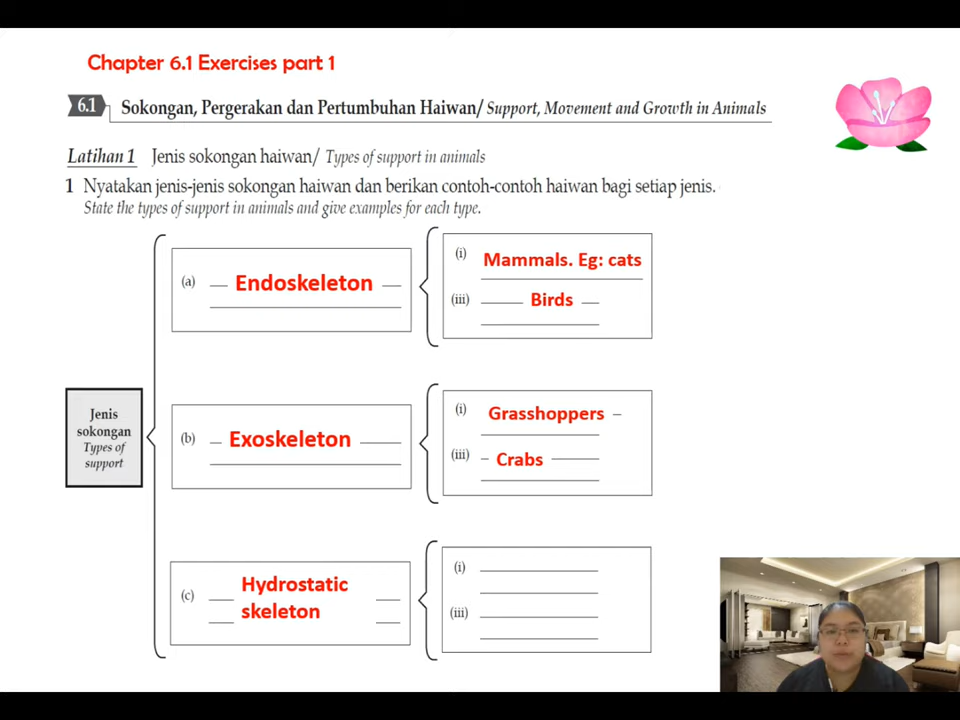 Chapter 6.1 Exercises part 1
6.1 Sokongan, Pergerakan dan Pertumbuhan Haiwan/ Support, Movement and Growth in Animals
Latihan 1 Jenis sokongan haiwan/ Types of support in animals
1 Nyatakan jenis-jenis sokongan haiwan dan berikan contoh-contoh haiwan bagi setiap jenis.
State the types of support in animals and give examples for each type.
Jenis
sokongan
Types of
support
(a) Endoskeleton
(i) Mammals. Eg: cats
(iii) Birds
(b) Exoskeleton
(i) Grasshoppers
(iii) Crabs
(c) Hydrostatic
skeleton
(i)
(iii)